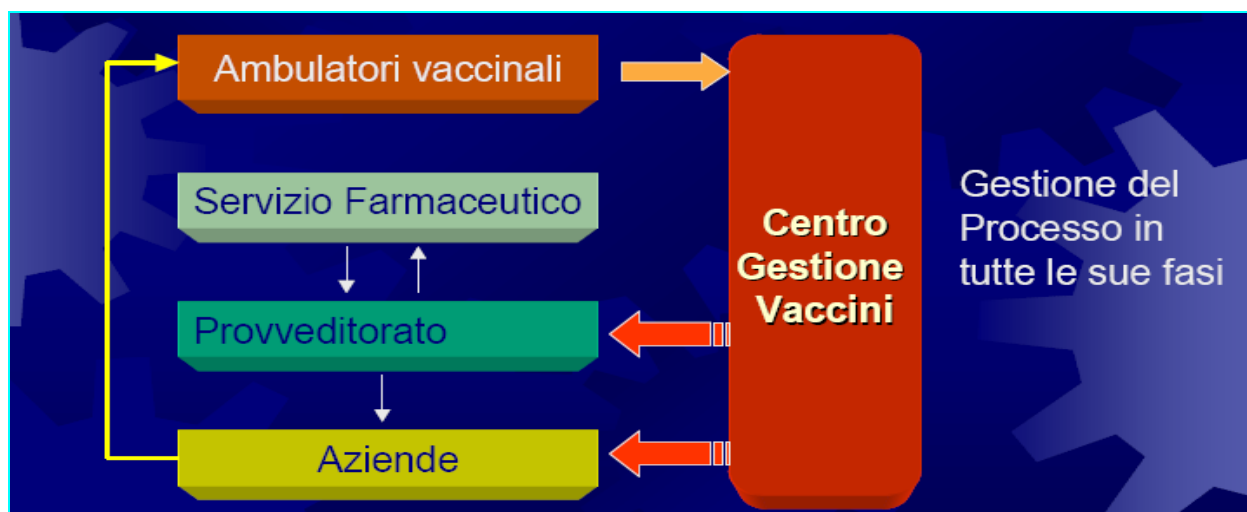 Ambulatori vaccinali
Servizio Farmaceutico
Provveditorato
Aziende
Centro
Gestione
Vaccini
Gestione del
Processo in
tutte le sue fasi